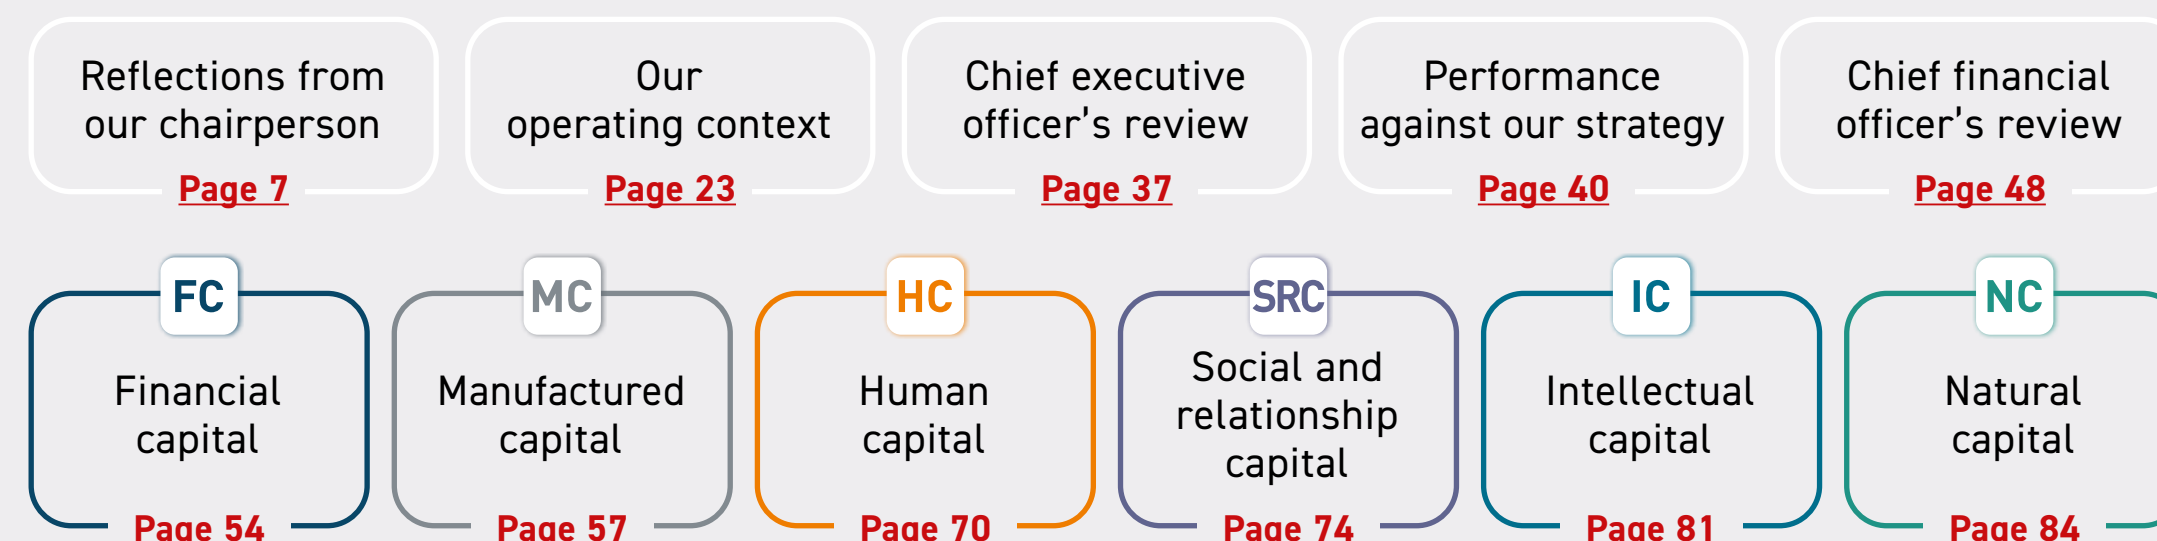 Reflections from
our chairperson
Page 7
Our
operating context
Page 23
Chief executive
officer's review
Page 37
Performance
against our strategy
Page 40
Chief financial
officer's review
Page 48
FC
Financial
capital
Page 54
MC
Manufactured
capital
Page 57
HC
Human
capital
Page 70
SRC
Social and
relationship
capital
Page 74
IC
Intellectual
capital
Page 81
NC
Natural
capital
Page 84